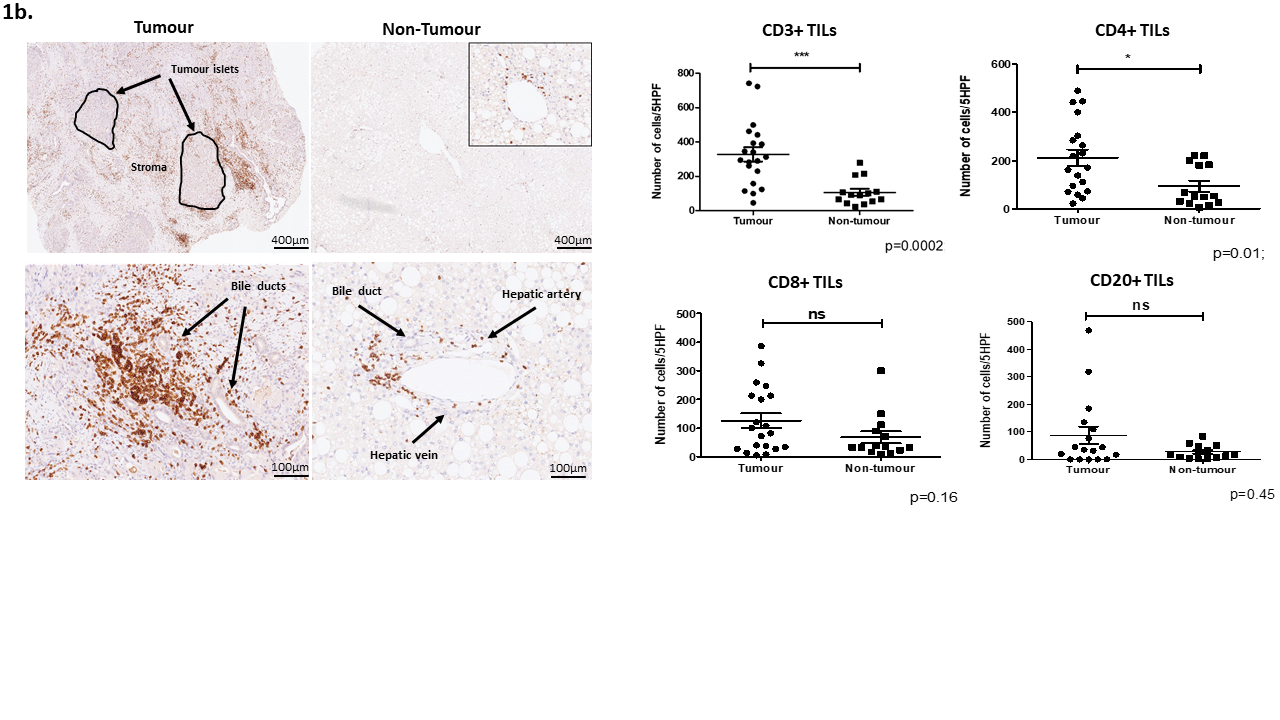 1b.
Tumour
Non-Tumour
Tumour islets
Stroma
400µm
400µm
Bile ducts
100µm
Bile duct
Hepatic artery
Hepatic vein
100µm
CD3+ TILs
***
Number of cells/5HPF
800
600
400
200
0
Tumour
Non-tumour
p=0.0002
CD4+ TILs
*
Number of cells/5HPF
600
400
200
0
Tumour
Non-tumour
p=0.01;
CD8+ TILs
ns
Number of cells/5HPF
500
400
300
200
100
0
Tumour
Non-tumour
p=0.16
CD20+ TILs
ns
Number of cells/5HPF
500
400
300
200
100
0
Tumour
Non-tumour
p=0.45